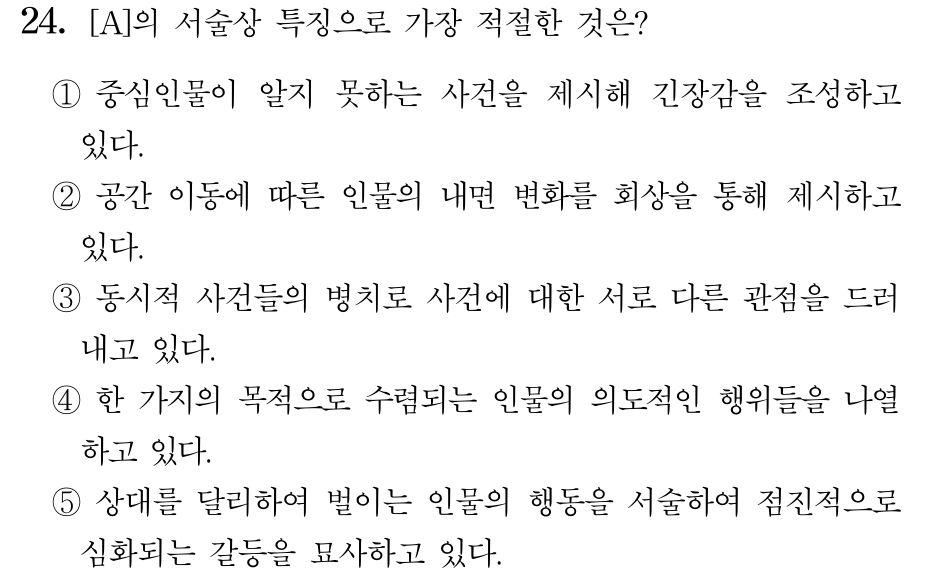 24. [A]의 서술상 특징으로 가장 적절한 것은?
① 중심인물이 알지 못하는 사건을 제시해 긴장감을 조성하고
있다.
② 공간 이동에 따른 인물의 내면 변화를 회상을 통해 제시하고
있다.
③ 동시적 사건들의 병치로 사건에 대한 서로 다른 관점을 드러
내고 있다.
④ 한 가지의 목적으로 수렴되는 인물의 의도적인 행위들을 나열
하고 있다.
⑤ 상대를 달리하여 벌이는 인물의 행동을 서술하여 점진적으로
심화되는 갈등을 묘사하고 있다.